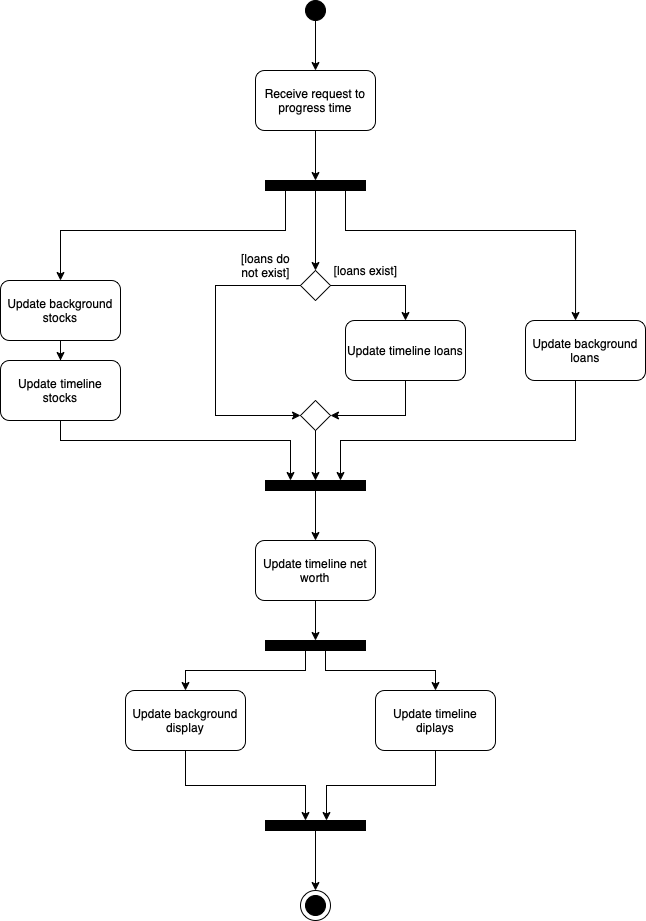 Receive request to
progress time
[loans do
not exist]
[loans exist]
Update background
stocks
Update timeline loans
Update background
loans
Update timeline
stocks
Update timeline net
worth
Update background
display
Update timeline
diplays